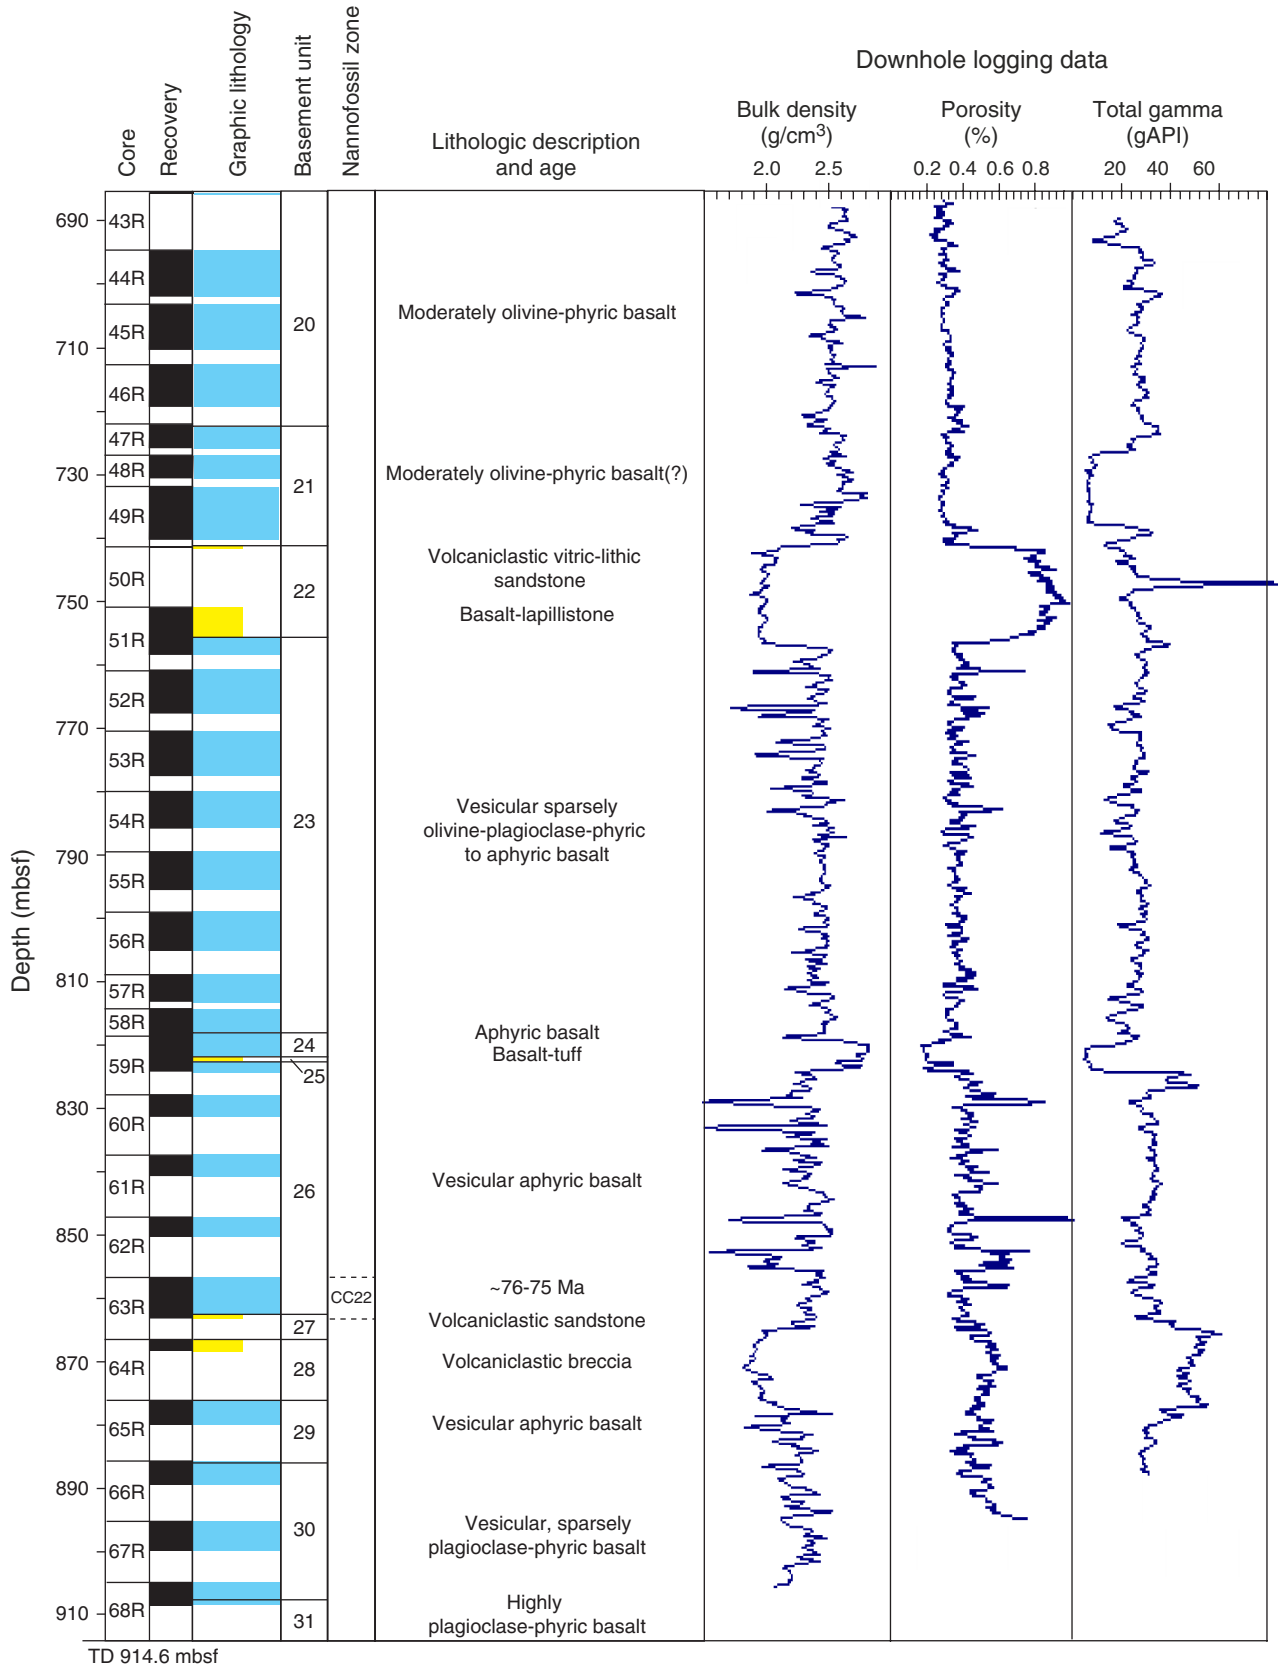 Downhole logging data
Core
Recovery
Graphic lithology
Basement unit
Nannofossil zone
Lithologic description
and age
Bulk density
(g/cm3)
Porosity
(%)
Total gamma
(gAPI)
2.0 2.5
0.2 0.4 0.6 0.8
20 40 60
Depth (mbsf)
690
710
730
750
770
790
810
830
850
870
890
910
43R
44R
45R
46R
47R
48R
49R
50R
51R
52R
53R
54R
55R
56R
57R
58R
59R
60R
61R
62R
63R
64R
65R
66R
67R
68R
20
21
22
23
24
25
26
27
28
29
30
31
CC22
Moderately olivine-phyric basalt
Moderately olivine-phyric basalt(?)
Volcaniclastic vitric-lithic
sandstone
Basalt-lapillistone
Vesicular sparsely
olivine-plagioclase-phyric
to aphyric basalt
Aphyric basalt
Basalt-tuff
Vesicular aphyric basalt
~76-75 Ma
Volcaniclastic sandstone
Volcaniclastic breccia
Vesicular aphyric basalt
Vesicular, sparsely
plagioclase-phyric basalt
Highly
plagioclase-phyric basalt
TD 914.6 mbsf